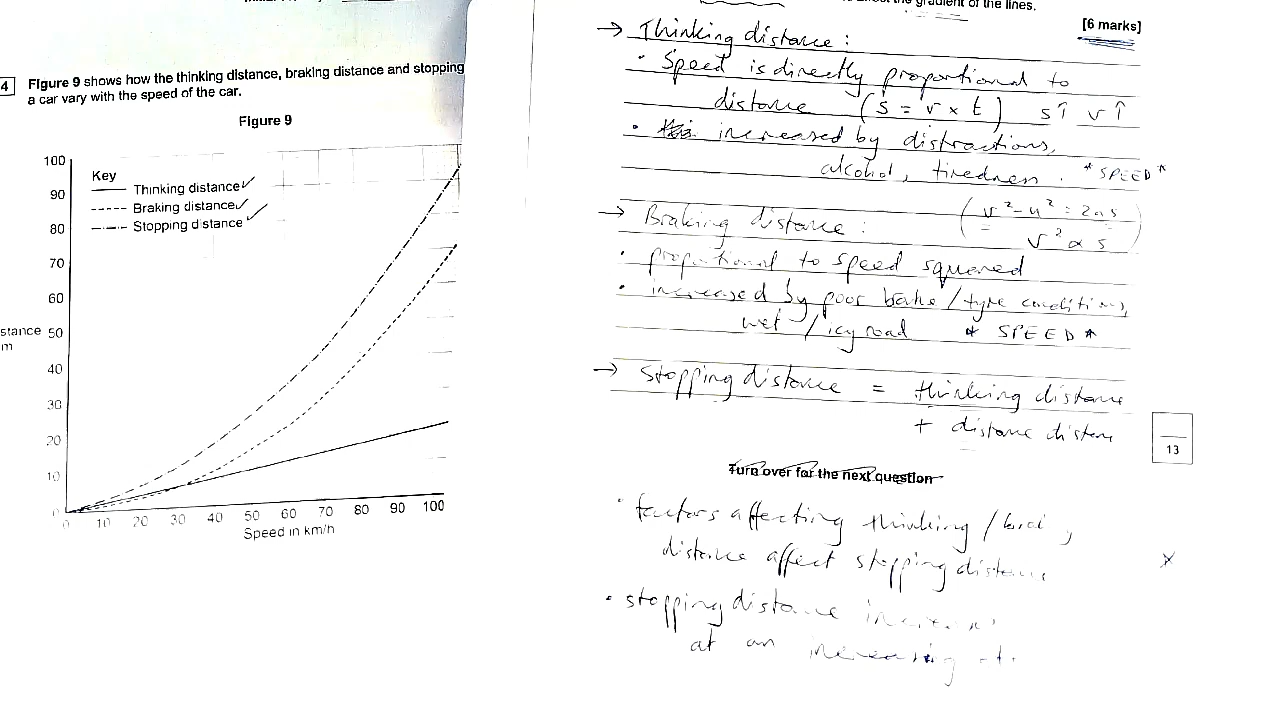 the gradient of the lines.
[6 marks]
4 Figure 9 shows how the thinking distance, braking distance and stopping
a car vary with the speed of the car.
Figure 9
100
90
80
70
60
50
40
30
20
10
0
Key
Thinking distance
Braking distance
Stopping distance
stance
m
0 10 20 30 40 50 60 70 80 90 100
Speed in km/h
→ Thinking distance :
• Speed is directly proportional to
distance (s = v x t) s↑ v↑
• increased by distractions,
alcohol, tiredness. *SPEED*
→ Braking distance : (v²-u² = 2as
v² ∝ s)
• proportional to speed squared
• increased by poor brake / tyre conditions,
wet / icy road * SPEED *
→ Stopping distance = thinking distance
+ distance distance
13
Turn over for the next question
• factors affecting thinking /
distance affect stopping distance
• stopping distance
at an increasing